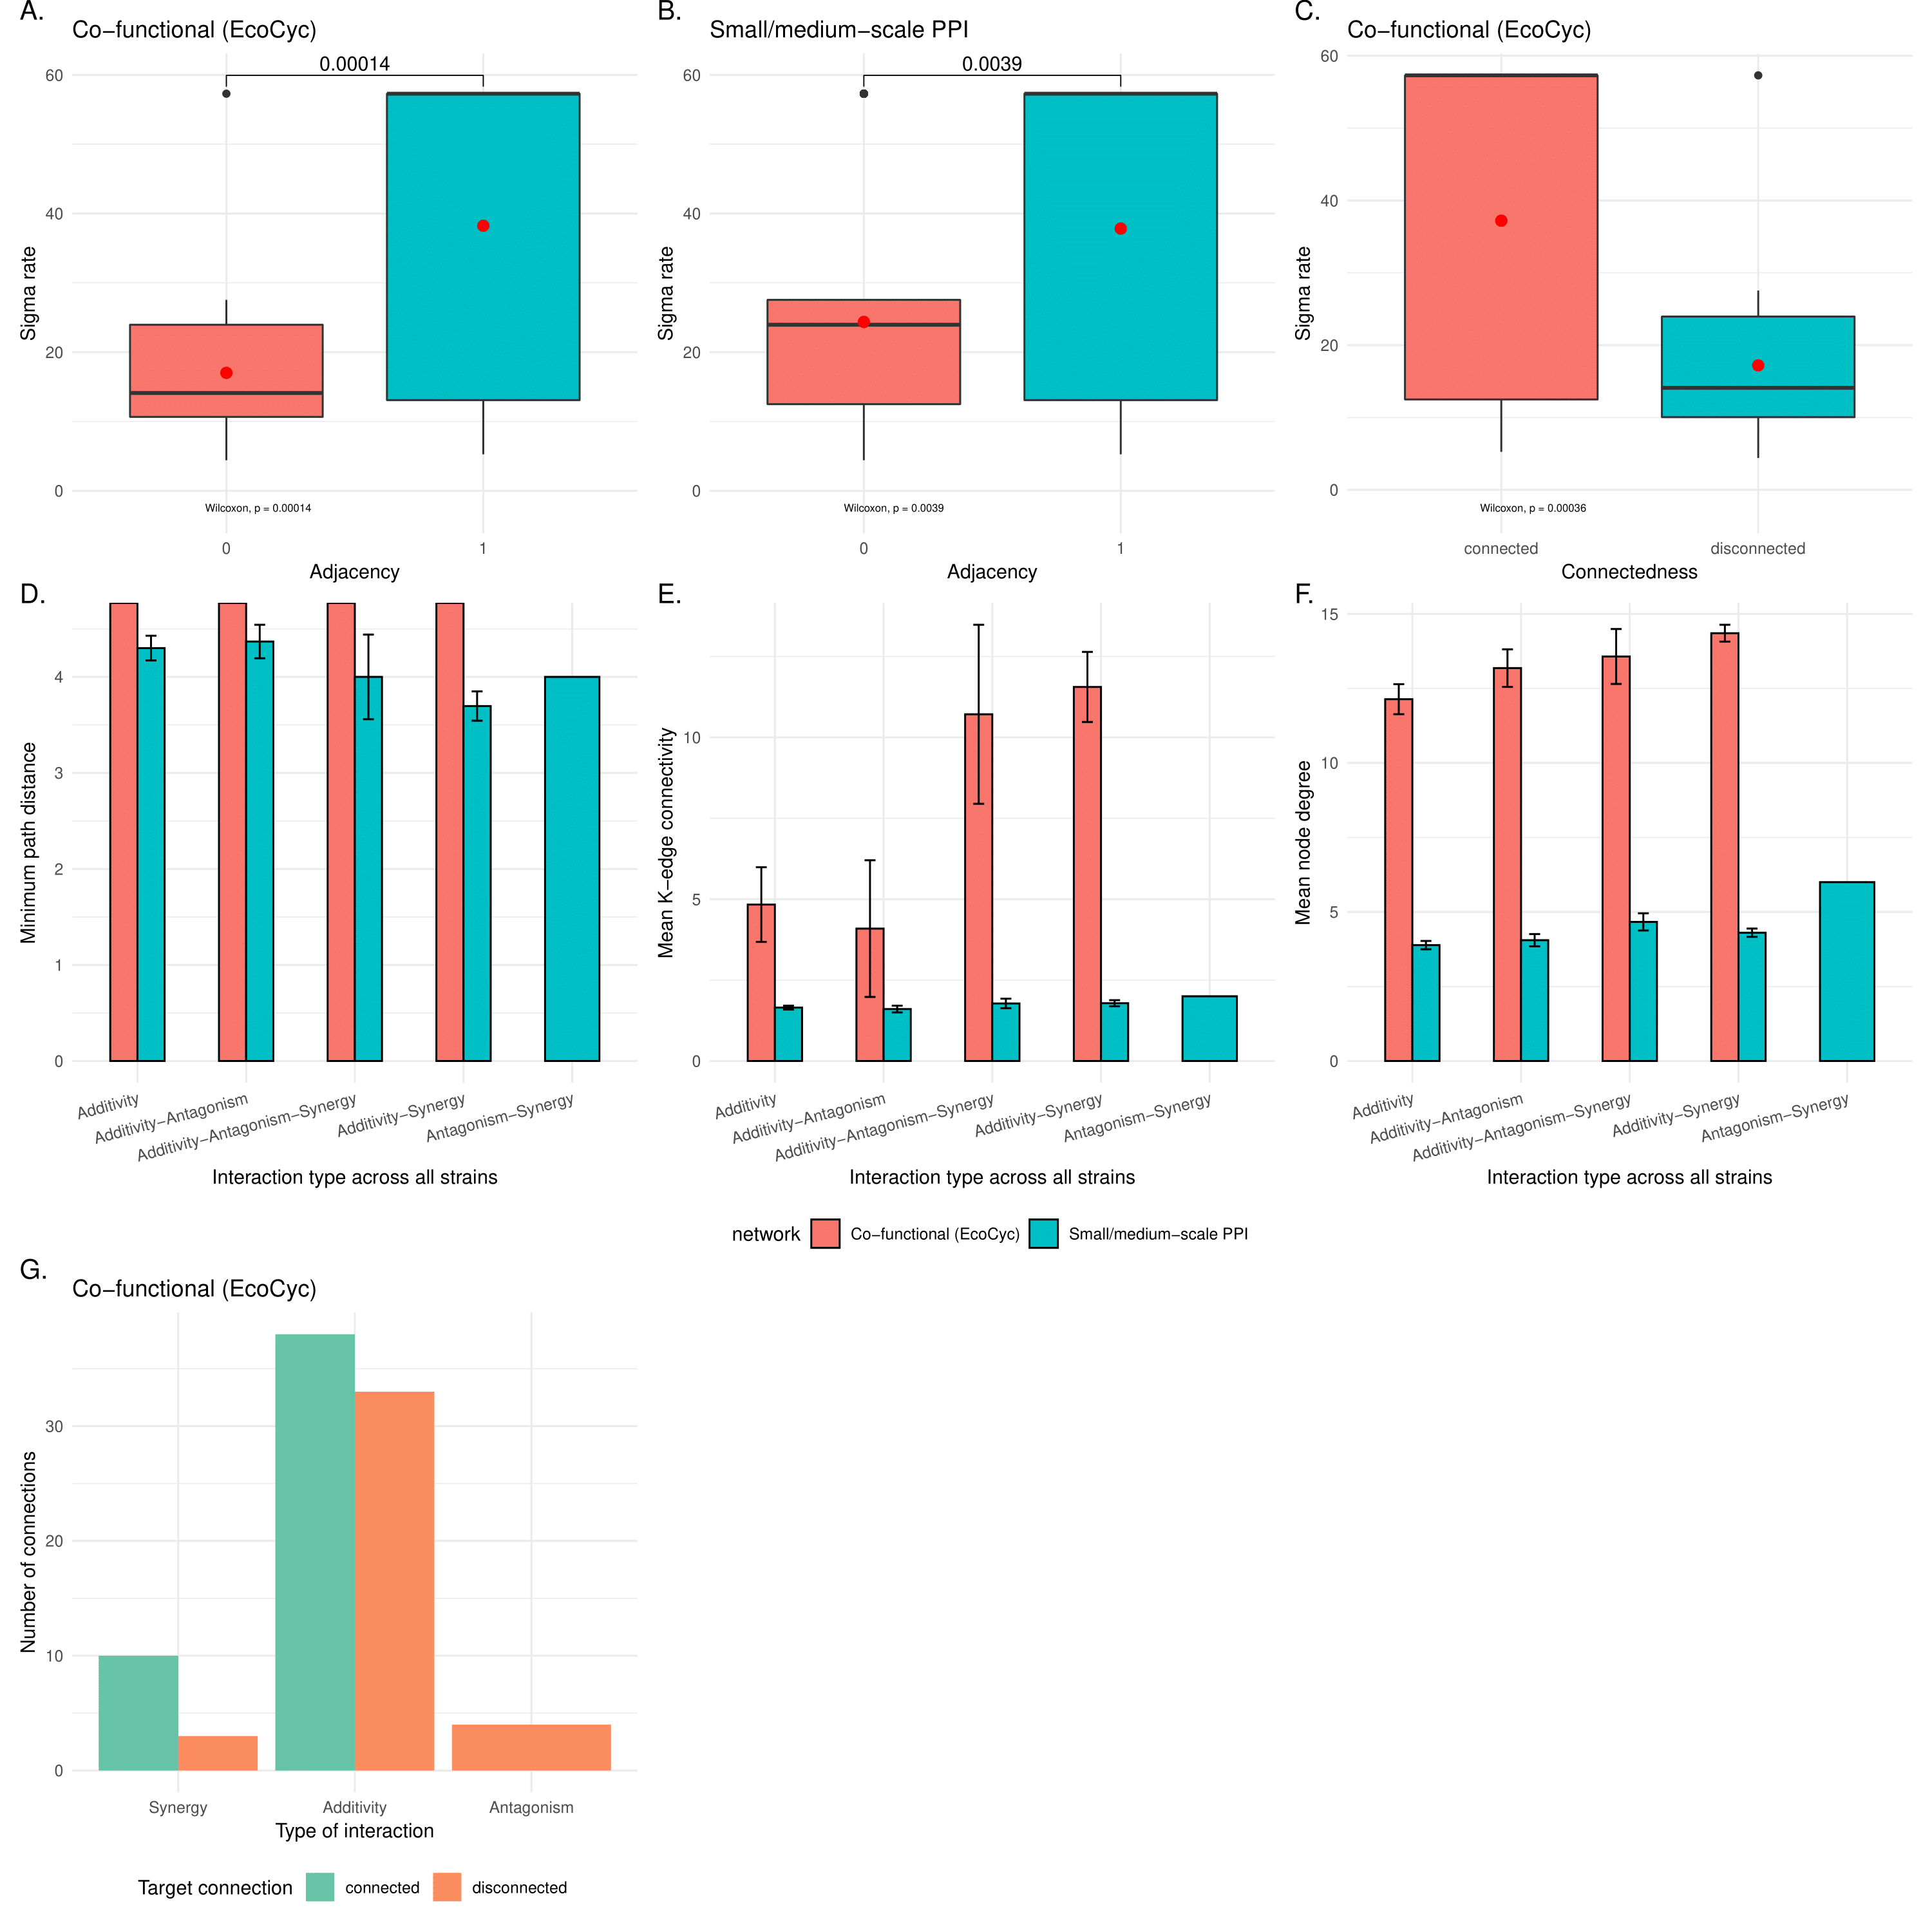 A.
Co−functional (EcoCyc)
0.00014
60
40
20
0
Sigma rate
Wilcoxon, p = 0.00014
0 1
Adjacency
B.
Small/medium−scale PPI
0.0039
60
40
20
0
Sigma rate
Wilcoxon, p = 0.0039
0 1
Adjacency
C.
Co−functional (EcoCyc)
60
40
20
0
Sigma rate
Wilcoxon, p = 0.00036
connected disconnected
Connectedness
D.
4
3
2
1
0
Minimum path distance
Additivity
Additivity−Antagonism
Additivity−Antagonism−Synergy
Additivity−Synergy
Antagonism−Synergy
Interaction type across all strains
E.
10
5
0
Mean K−edge connectivity
Additivity
Additivity−Antagonism
Additivity−Antagonism−Synergy
Additivity−Synergy
Antagonism−Synergy
Interaction type across all strains
F.
15
10
5
0
Mean node degree
Additivity
Additivity−Antagonism
Additivity−Antagonism−Synergy
Additivity−Synergy
Antagonism−Synergy
Interaction type across all strains
network Co−functional (EcoCyc) Small/medium−scale PPI
G.
Co−functional (EcoCyc)
30
20
10
0
Number of connections
Synergy Additivity Antagonism
Type of interaction
Target connection connected disconnected